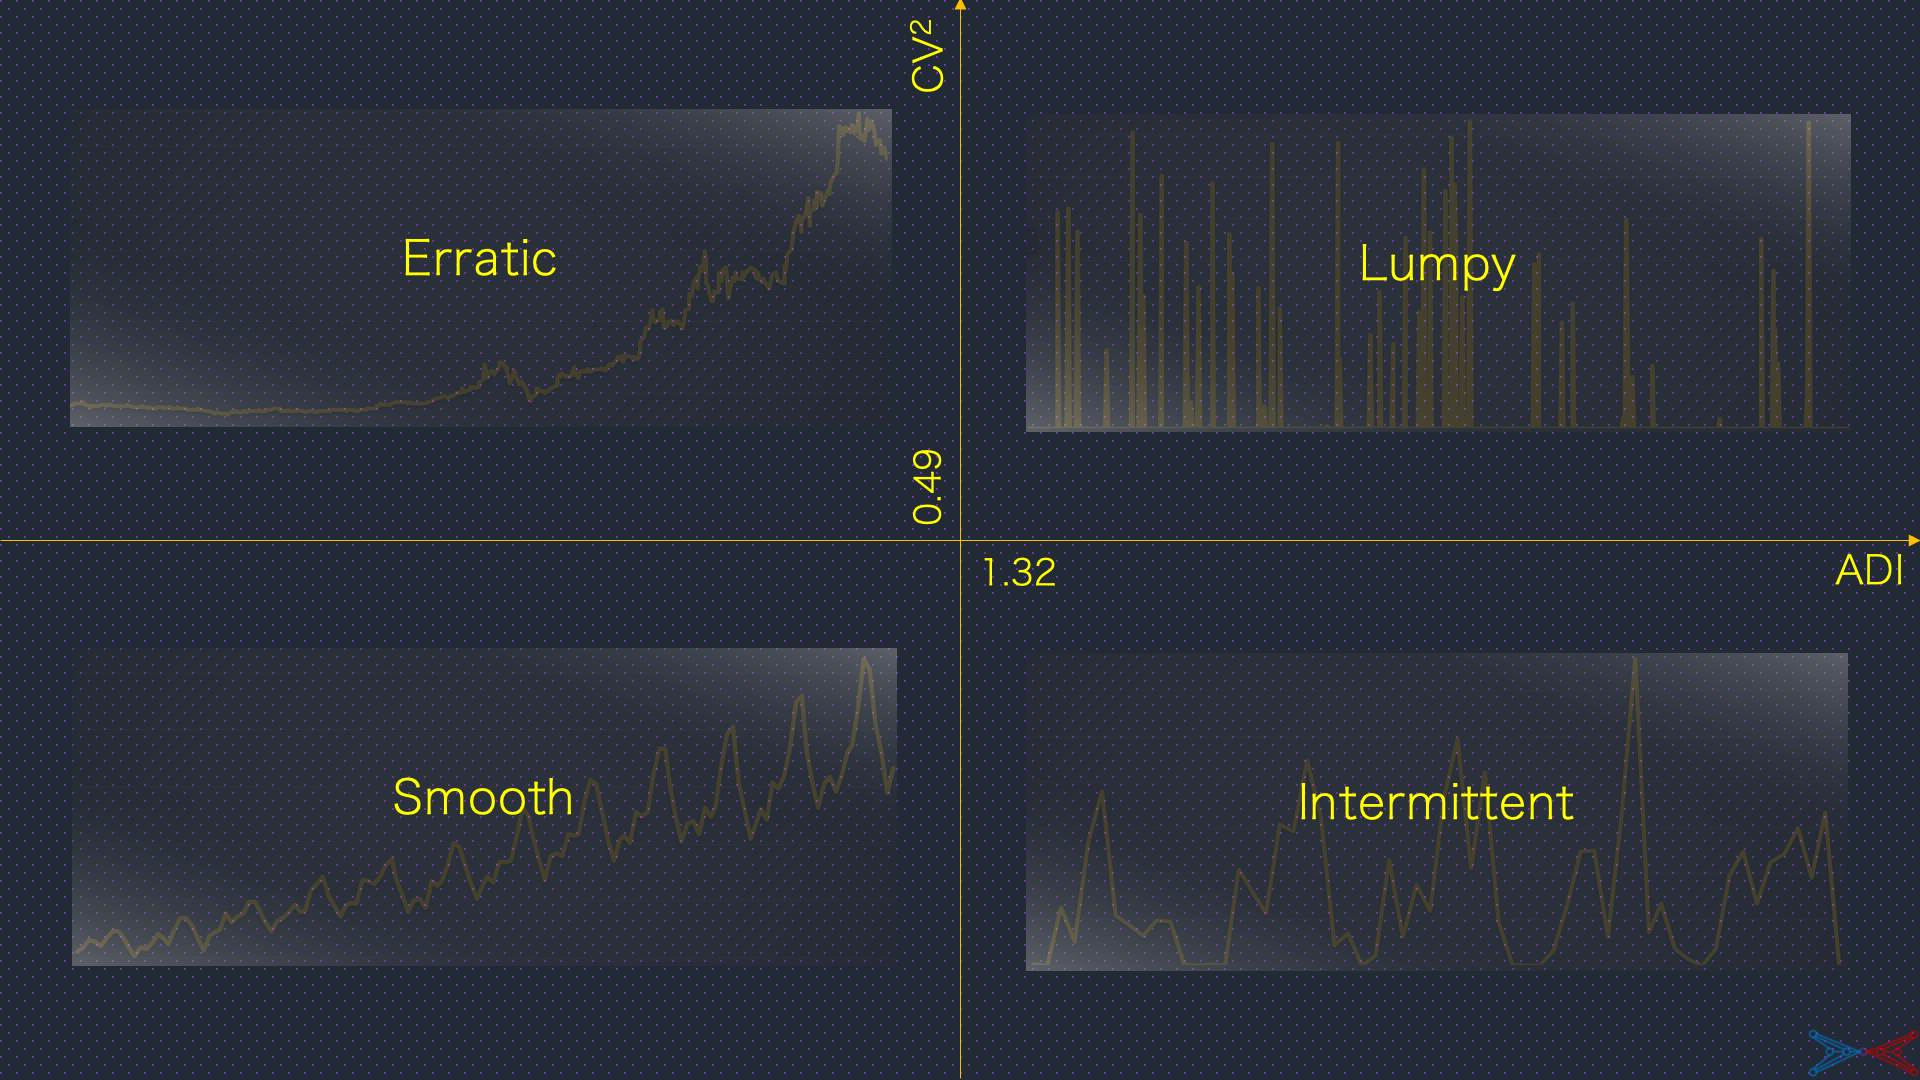 CV²
Erratic
Lumpy
0.49
1.32
ADI
Smooth
Intermittent